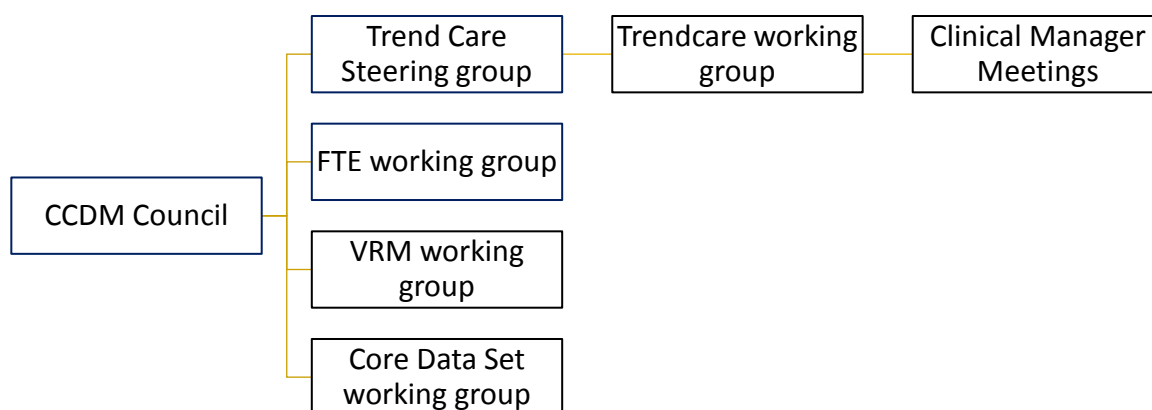 Trend Care
Steering group
Trendcare working
group
Clinical Manager
Meetings
FTE working group
CCDM Council
VRM working
group
Core Data Set
working group